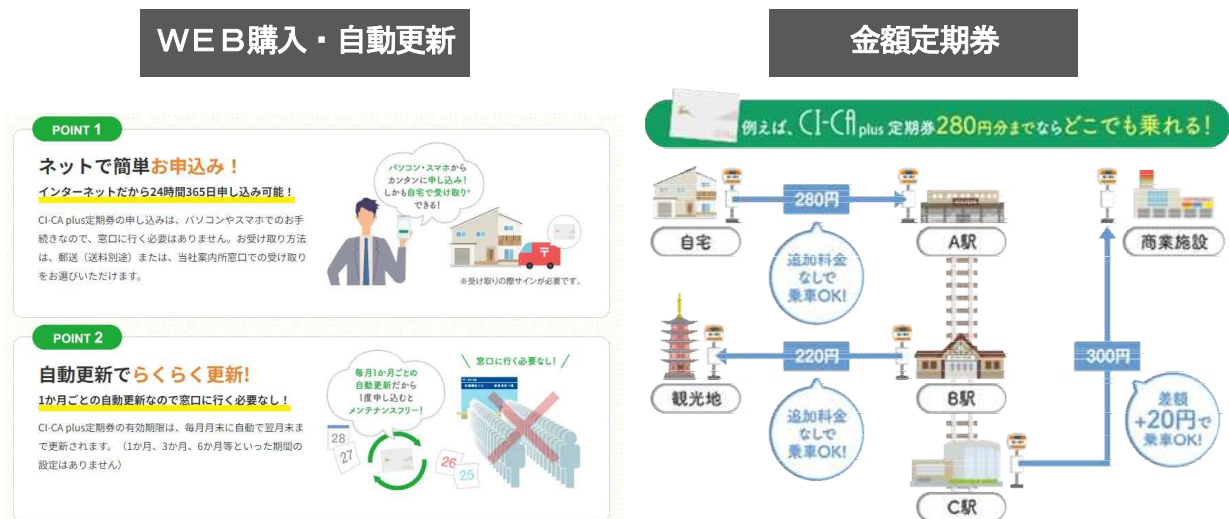 WEB購入・自動更新
POINT 1
ネットで簡単お申込み！
インターネットだから24時間365日申し込み可能！
CI-CA plus定期券の申し込みは、パソコンやスマホでのお手
続きなので、窓口に行く必要はありません。お受け取り方法
は、郵送（送料別途）または、当社案内所窓口での受け取り
をお選びいただけます。
パソコン・スマホから
カンタンに申し込み！
しかも自宅で受け取り※
できる！
※受け取りの際サインが必要です。
POINT 2
自動更新でらくらく更新!
1か月ごとの自動更新なので窓口に行く必要なし！
CI-CA plus定期券の有効期限は、毎月月末に自動で翌月末ま
で更新されます。（1か月、3か月、6か月等といった期間の
設定はありません）
毎月1か月ごとの
自動更新だから
1度申し込むと
メンテナンスフリー！
窓口に行く必要なし！
28
27
26
25
金額定期券
例えば、CI-CA plus 定期券280円分までならどこでも乗れる！
280円
自宅
A駅
商業施設
追加料金
なしで
乗車OK!
220円
300円
観光地
B駅
追加料金
なしで
乗車OK!
差額
+20円で
乗車OK!
C駅